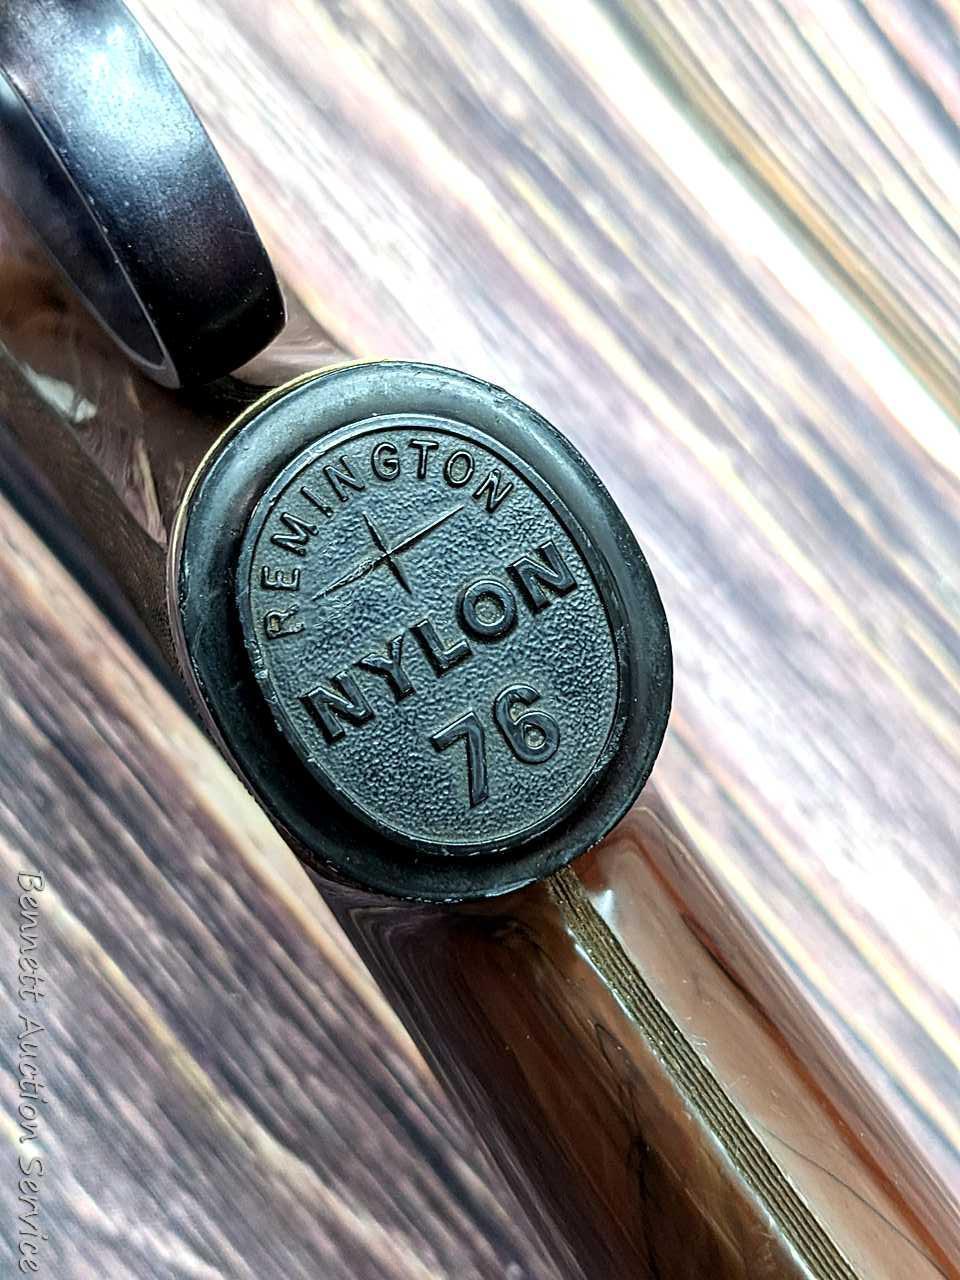 REMINGTON
NYLON
76
Bennett Auction Service